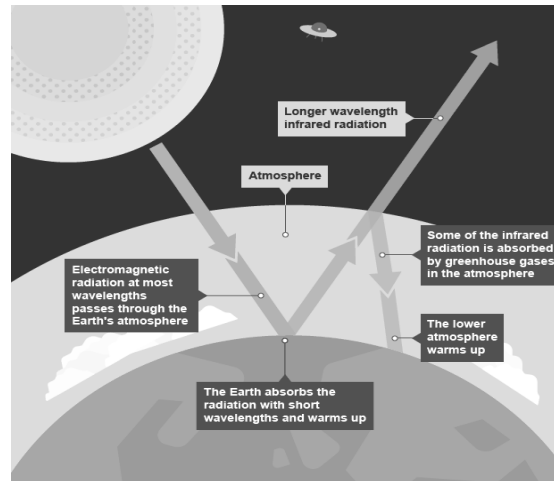 Longer wavelength
infrared radiation
Atmosphere
Some of the infrared
radiation is absorbed
by greenhouse gases
in the atmosphere
Electromagnetic
radiation at most
wavelengths
passes through the
Earth's atmosphere
The lower
atmosphere
warms up
The Earth absorbs the
radiation with short
wavelengths and warms up